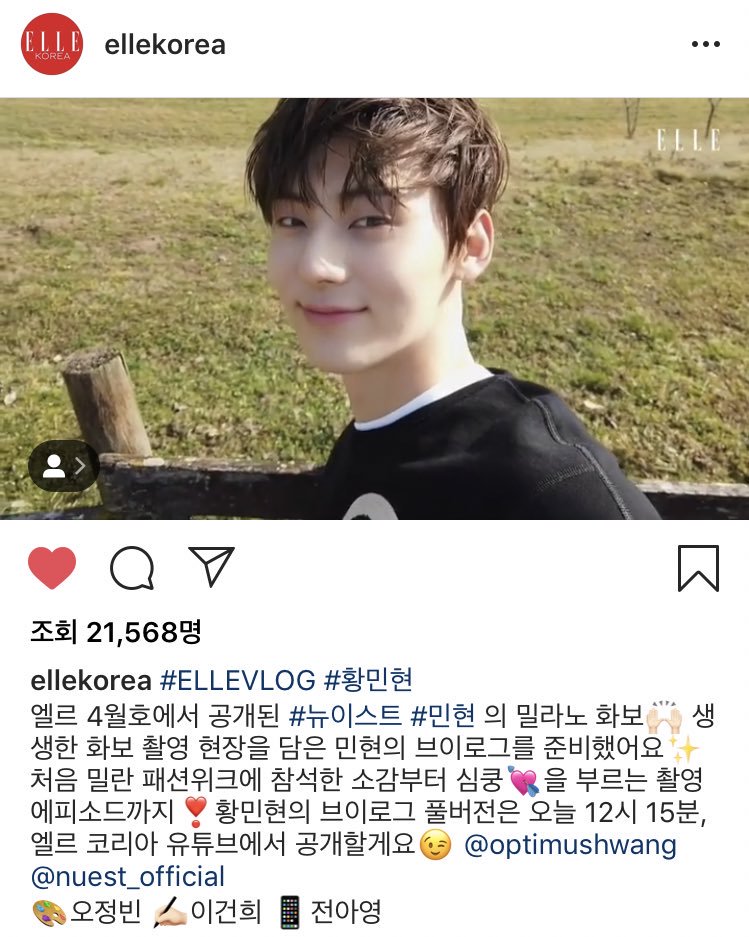 ELLE
KOREA
ellekorea
ELLE
조회 21,568명
ellekorea #ELLEVLOG #황민현
엘르 4월호에서 공개된 #뉴이스트 #민현 의 밀라노 화보🙌🏻 생
생한 화보 촬영 현장을 담은 민현의 브이로그를 준비했어요✨
처음 밀란 패션위크에 참석한 소감부터 심쿵💘을 부르는 촬영
에피소드까지❣️황민현의 브이로그 풀버전은 오늘 12시 15분,
엘르 코리아 유튜브에서 공개할게요😉 @optimushwang
@nuest_official
🎨오정빈 ✍🏻이건희 📱전아영